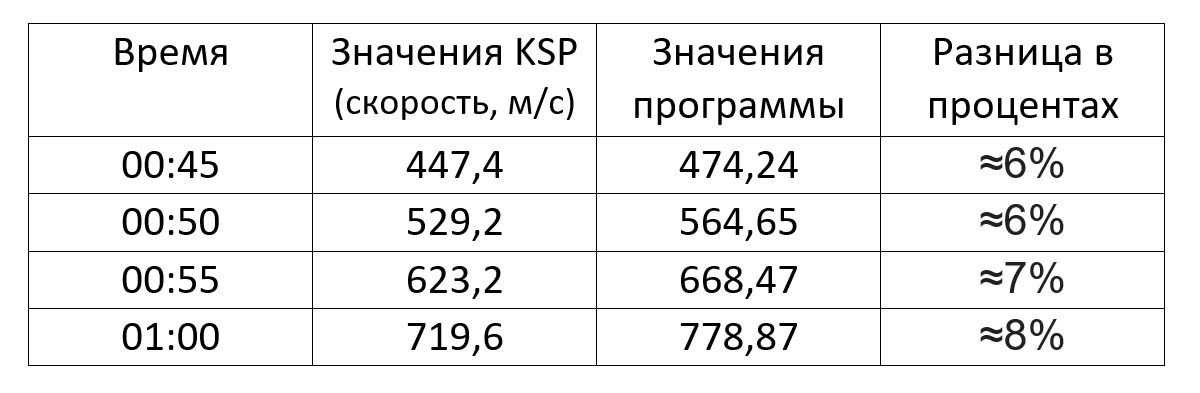 Время Значения KSP Значения Разница в
(скорость, м/с) программы процентах
00:45 447,4 474,24 ≈6%
00:50 529,2 564,65 ≈6%
00:55 623,2 668,47 ≈7%
01:00 719,6 778,87 ≈8%